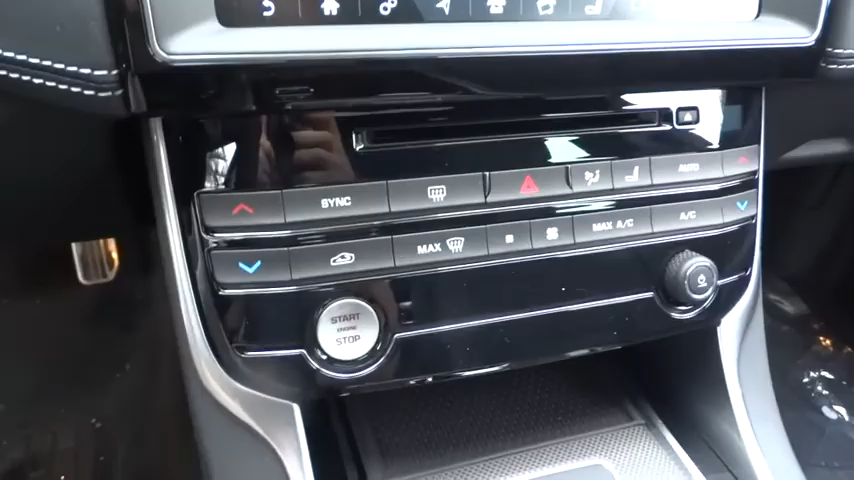 SYNC
AUTO
MAX
MAX A/C
A/C
START
ENGINE
STOP